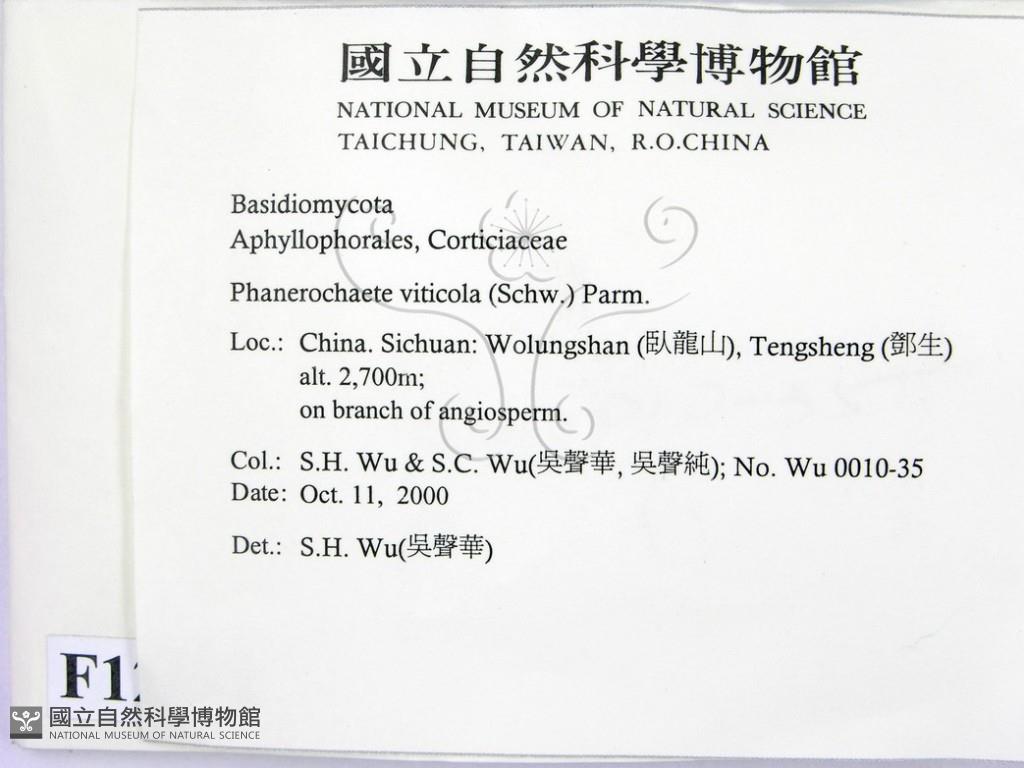 國立自然科學博物館
NATIONAL MUSEUM OF NATURAL SCIENCE
TAICHUNG, TAIWAN, R.O.CHINA
Basidiomycota
Aphyllophorales, Corticiaceae
Phanerochaete viticola (Schw.) Parm.
Loc.: China. Sichuan: Wolungshan (臥龍山), Tengsheng (鄧生)
alt. 2,700m;
on branch of angiosperm.
Col.: S.H. Wu & S.C. Wu(吳聲華, 吳聲純); No. Wu 0010-35
Date: Oct. 11, 2000
Det.: S.H. Wu(吳聲華)
國立自然科學博物館
NATIONAL MUSEUM OF NATURAL SCIENCE